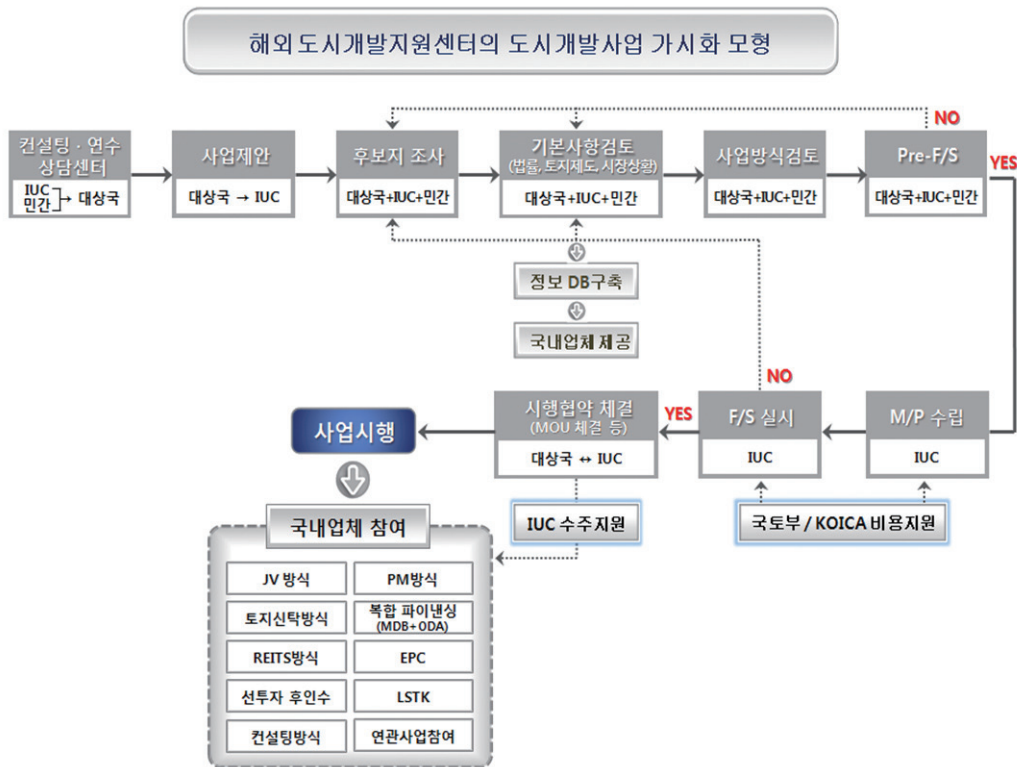 해외도시개발지원센터의 도시개발사업 가시화 모형
컨설팅 · 연수
상담센터
IUC
민간
→ 대상국
사업제안
대상국 → IUC
후보지 조사
대상국+IUC+민간
기본사항검토
(법률, 토지제도, 시장상황)
대상국+IUC+민간
사업방식검토
대상국+IUC+민간
NO
Pre-F/S
대상국+IUC+민간
YES
정보 DB구축
국내업체 제공
사업시행
시행협약 체결
(MOU 체결 등)
대상국 ↔ IUC
YES
NO
F/S 실시
IUC
M/P 수립
IUC
IUC 수주지원
국토부 / KOICA 비용지원
국내업체 참여
JV 방식
PM방식
토지신탁방식
복합 파이낸싱
(MDB+ODA)
REITS방식
EPC
선투자 후인수
LSTK
컨설팅방식
연관사업참여